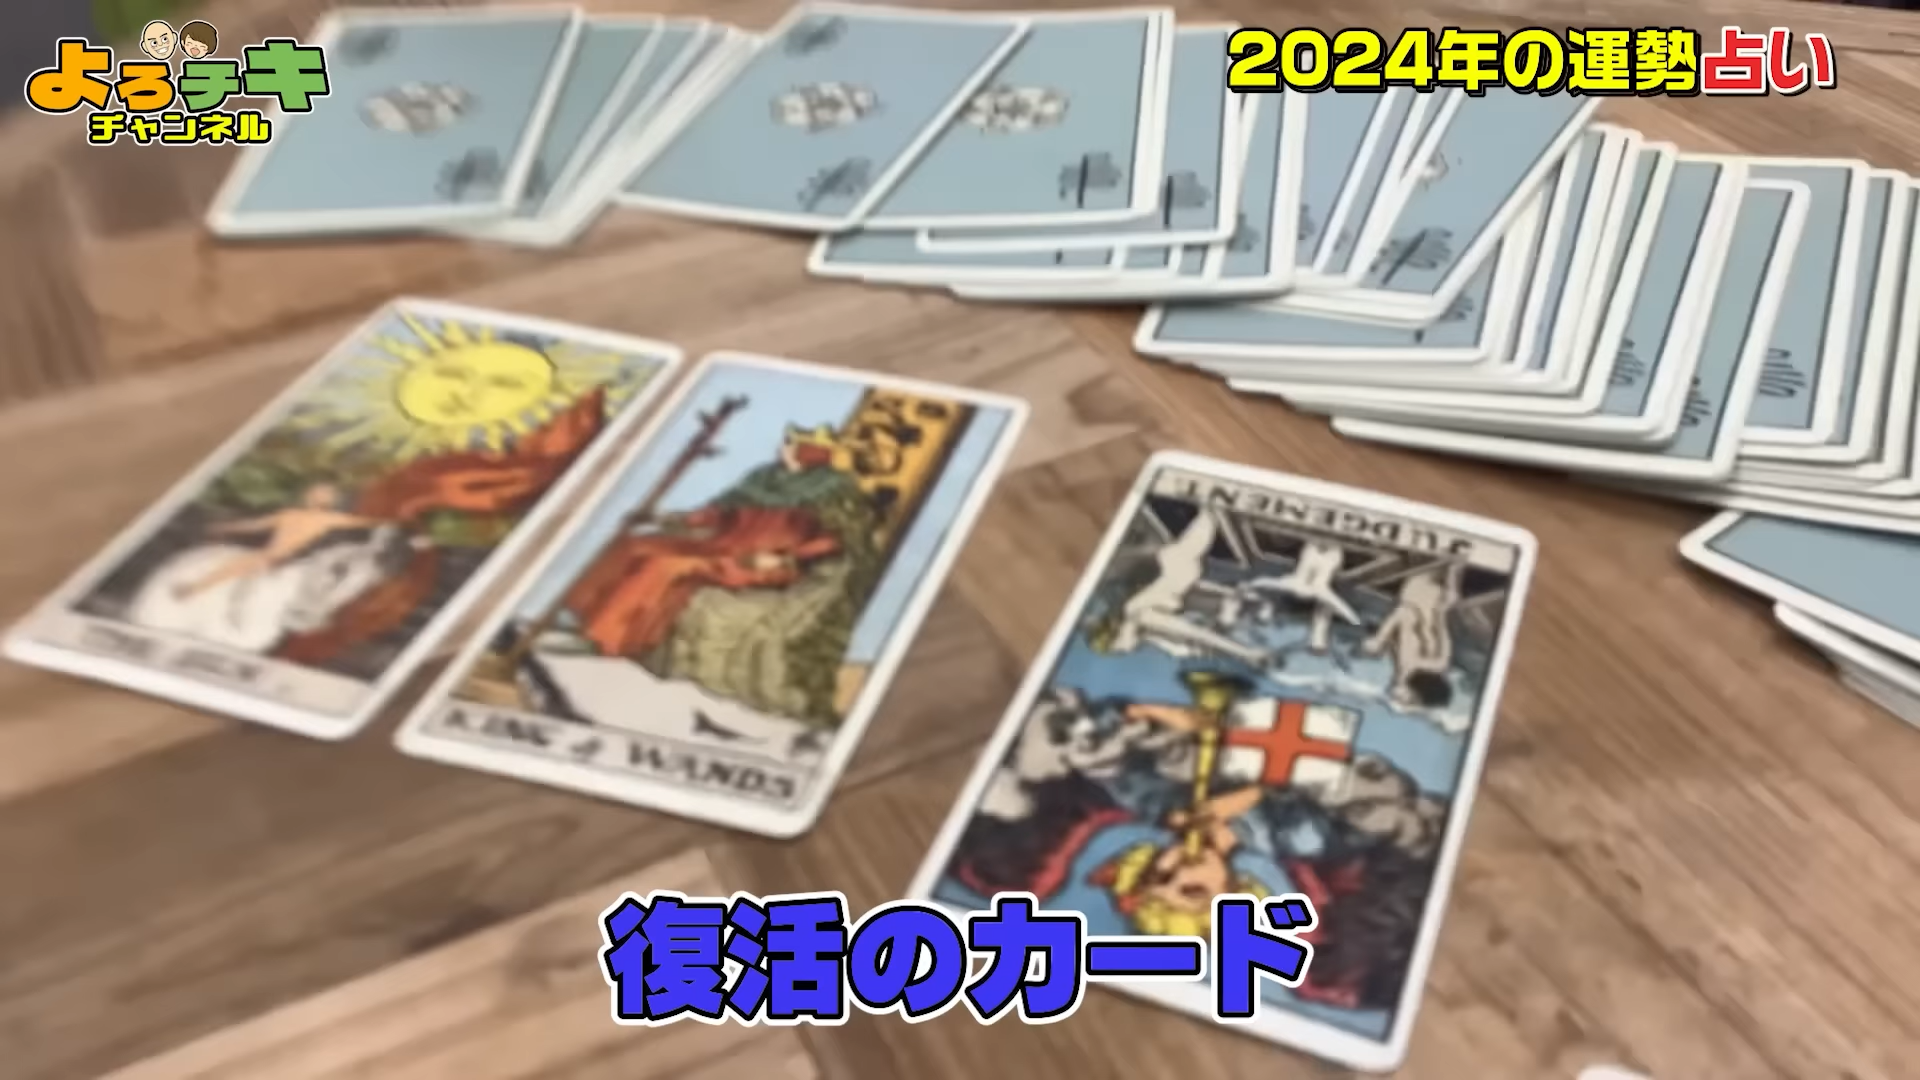 よろチキ
チャンネル
2024年の運勢占い
JUDGEMENT
KING of WANDS
復活のカード